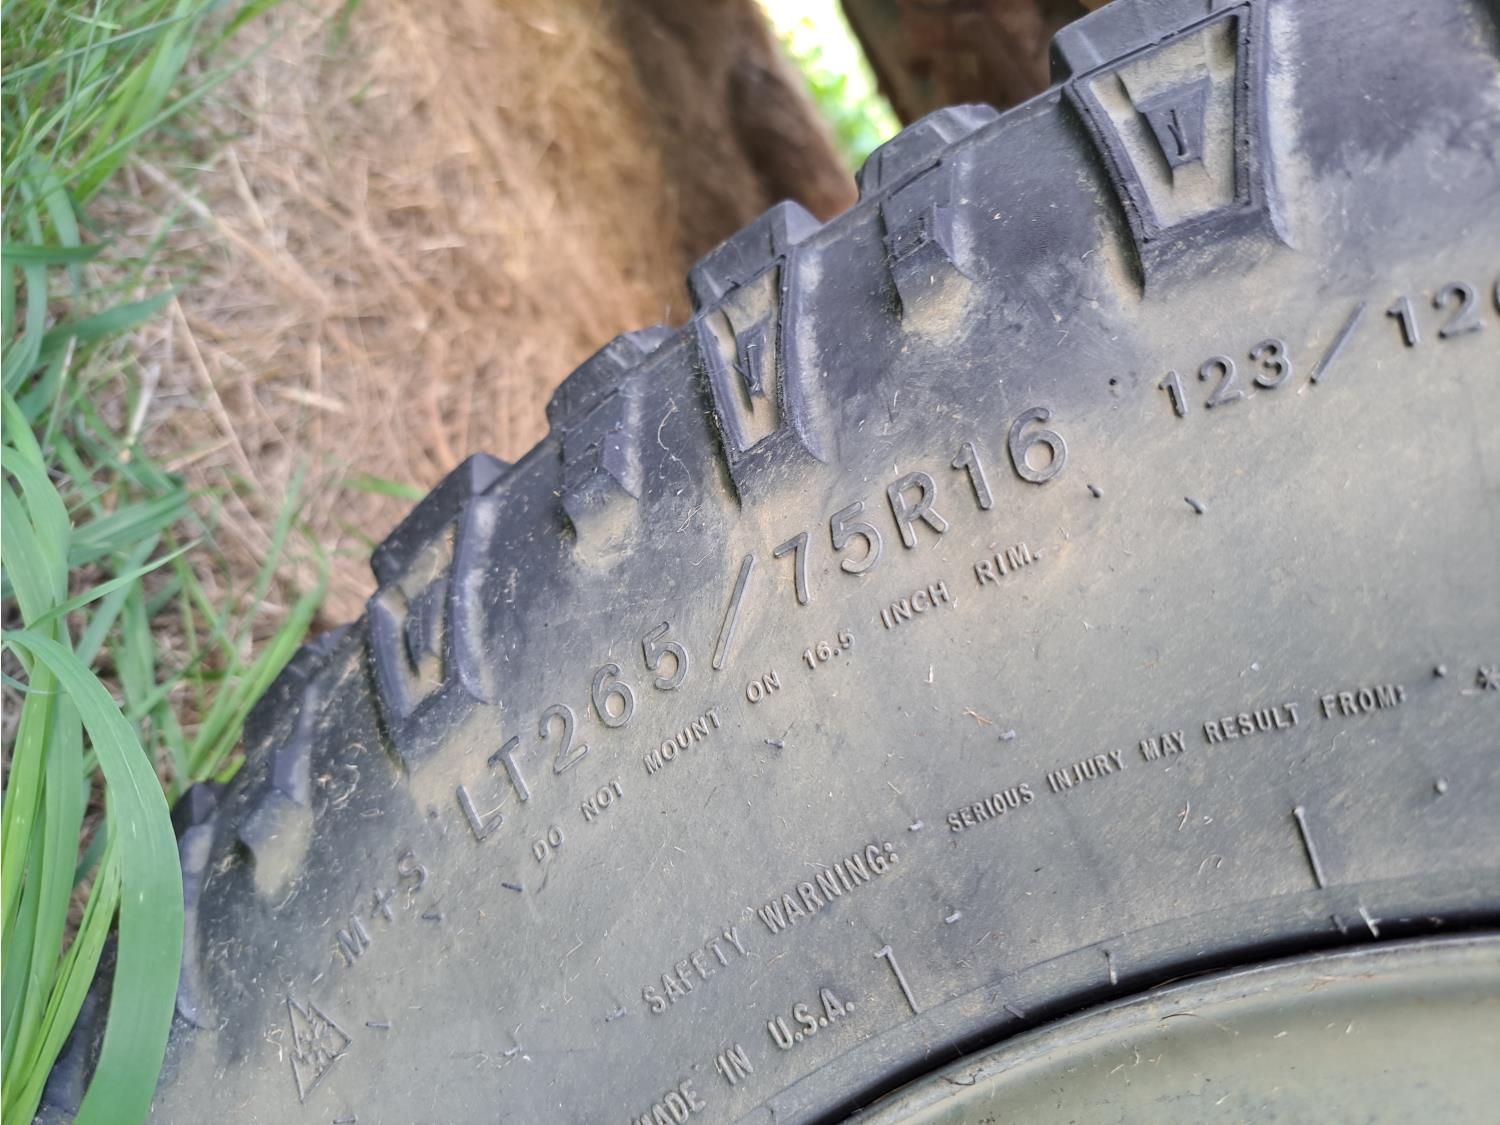 M+S LT265/75R16 123/120
DO NOT MOUNT ON 16.5 INCH RIM.
SAFETY WARNING: SERIOUS INJURY MAY RESULT FROM:
MADE IN U.S.A.